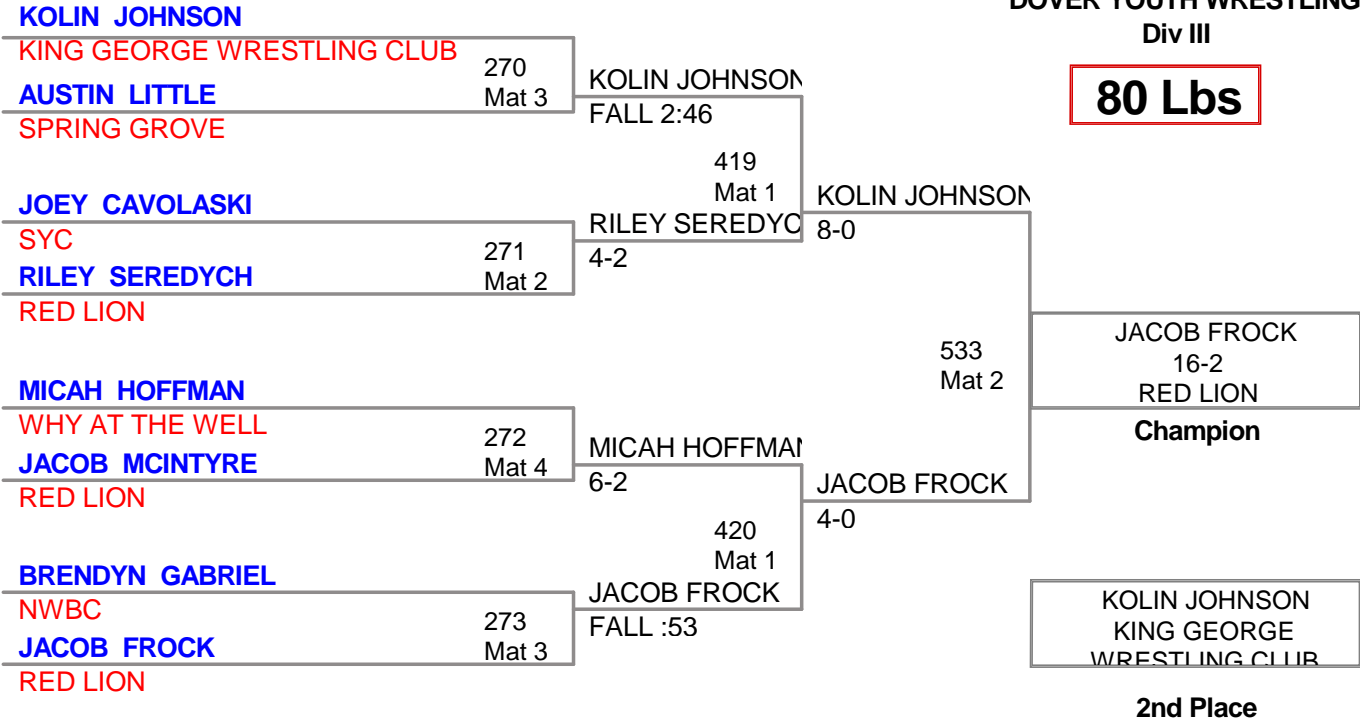 DOVER YOUTH WRESTLING
Div III
80 Lbs
KOLIN JOHNSON
KING GEORGE WRESTLING CLUB
270
Mat 3
AUSTIN LITTLE
SPRING GROVE
KOLIN JOHNSON
FALL 2:46
419
Mat 1
JOEY CAVOLASKI
SYC
271
Mat 2
RILEY SEREDYCH
RED LION
RILEY SEREDYC
4-2
KOLIN JOHNSON
8-0
533
Mat 2
MICAH HOFFMAN
WHY AT THE WELL
272
Mat 4
JACOB MCINTYRE
RED LION
MICAH HOFFMAN
6-2
420
Mat 1
BRENDYN GABRIEL
NWBC
273
Mat 3
JACOB FROCK
RED LION
JACOB FROCK
FALL :53
JACOB FROCK
4-0
JACOB FROCK
16-2
RED LION
Champion
KOLIN JOHNSON
KING GEORGE
WRESTLING CLUB
2nd Place